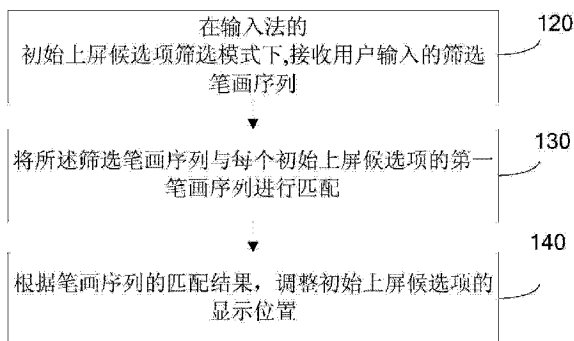 在输入法的
初始上屏候选项筛选模式下,接收用户输入的筛选
笔画序列
120
将所述筛选笔画序列与每个初始上屏候选项的第一
笔画序列进行匹配
130
根据笔画序列的匹配结果，调整初始上屏候选项的
显示位置
140